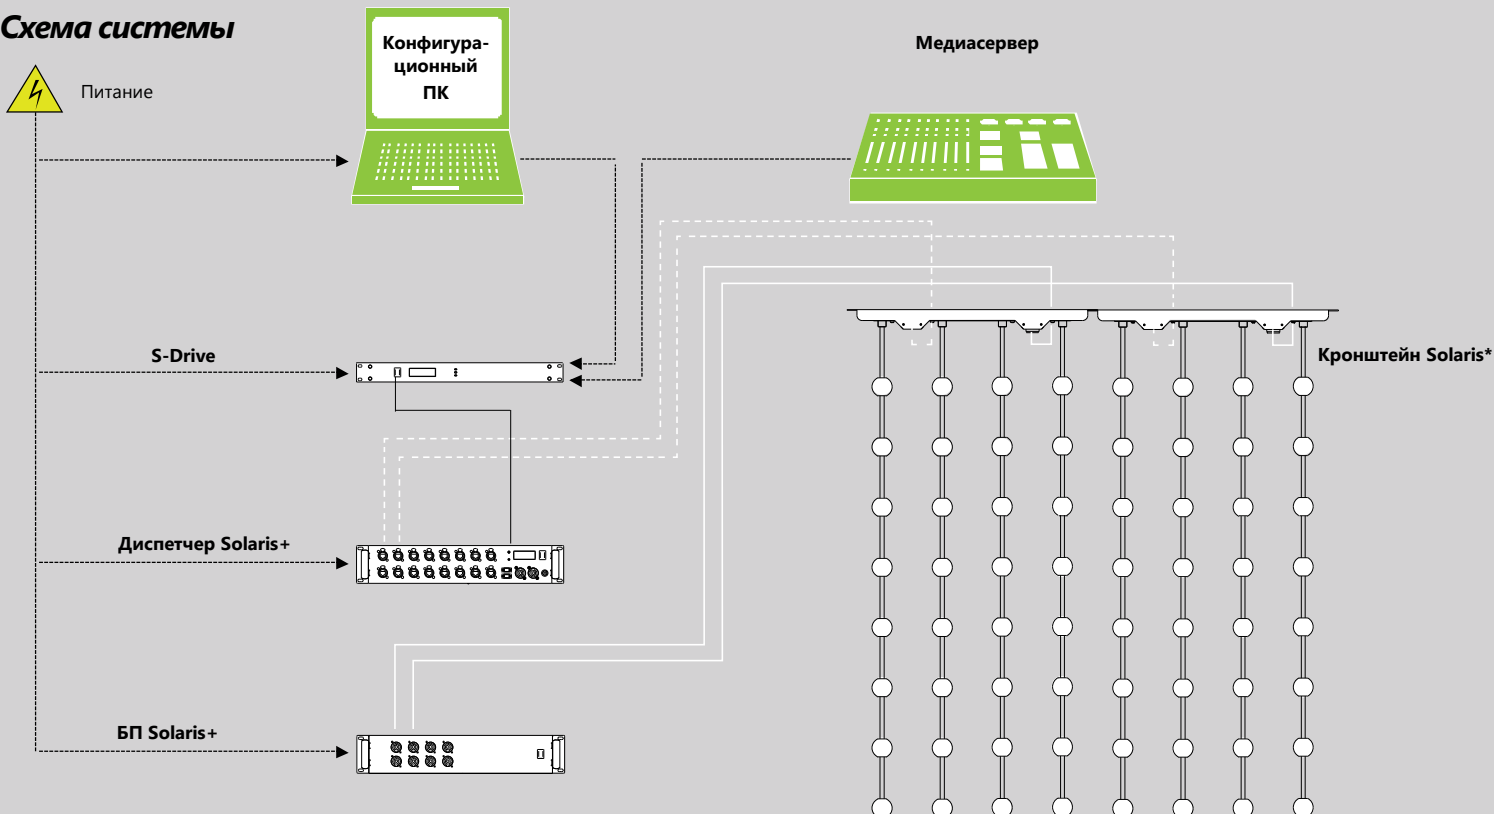 Схема системы
Питание
Конфигура-
ционный
ПК
Медиасервер
S-Drive
Кронштейн Solaris*
Диспетчер Solaris+
БП Solaris+